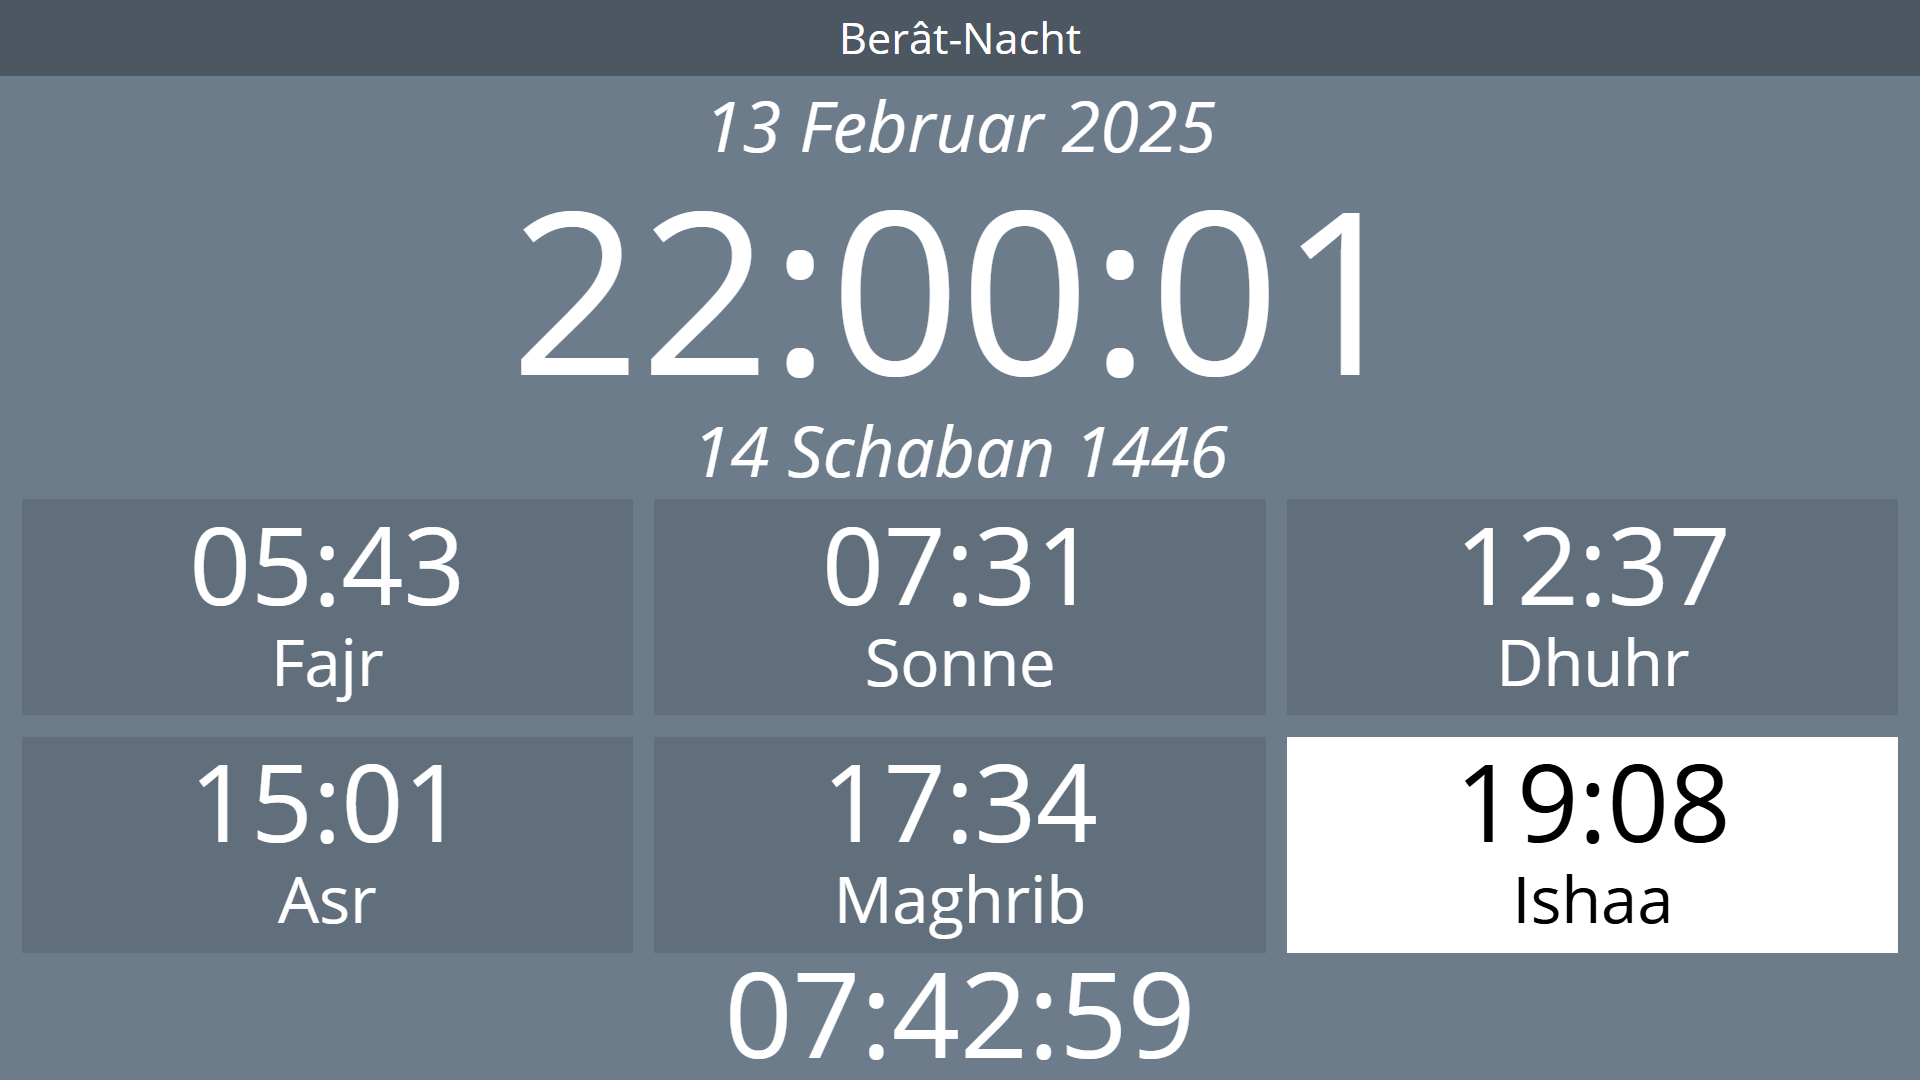 Berât-Nacht
13 Februar 2025
22:00:01
14 Schaban 1446
05:43
Fajr
07:31
Sonne
12:37
Dhuhr
15:01
Asr
17:34
Maghrib
19:08
Ishaa
07:42:59